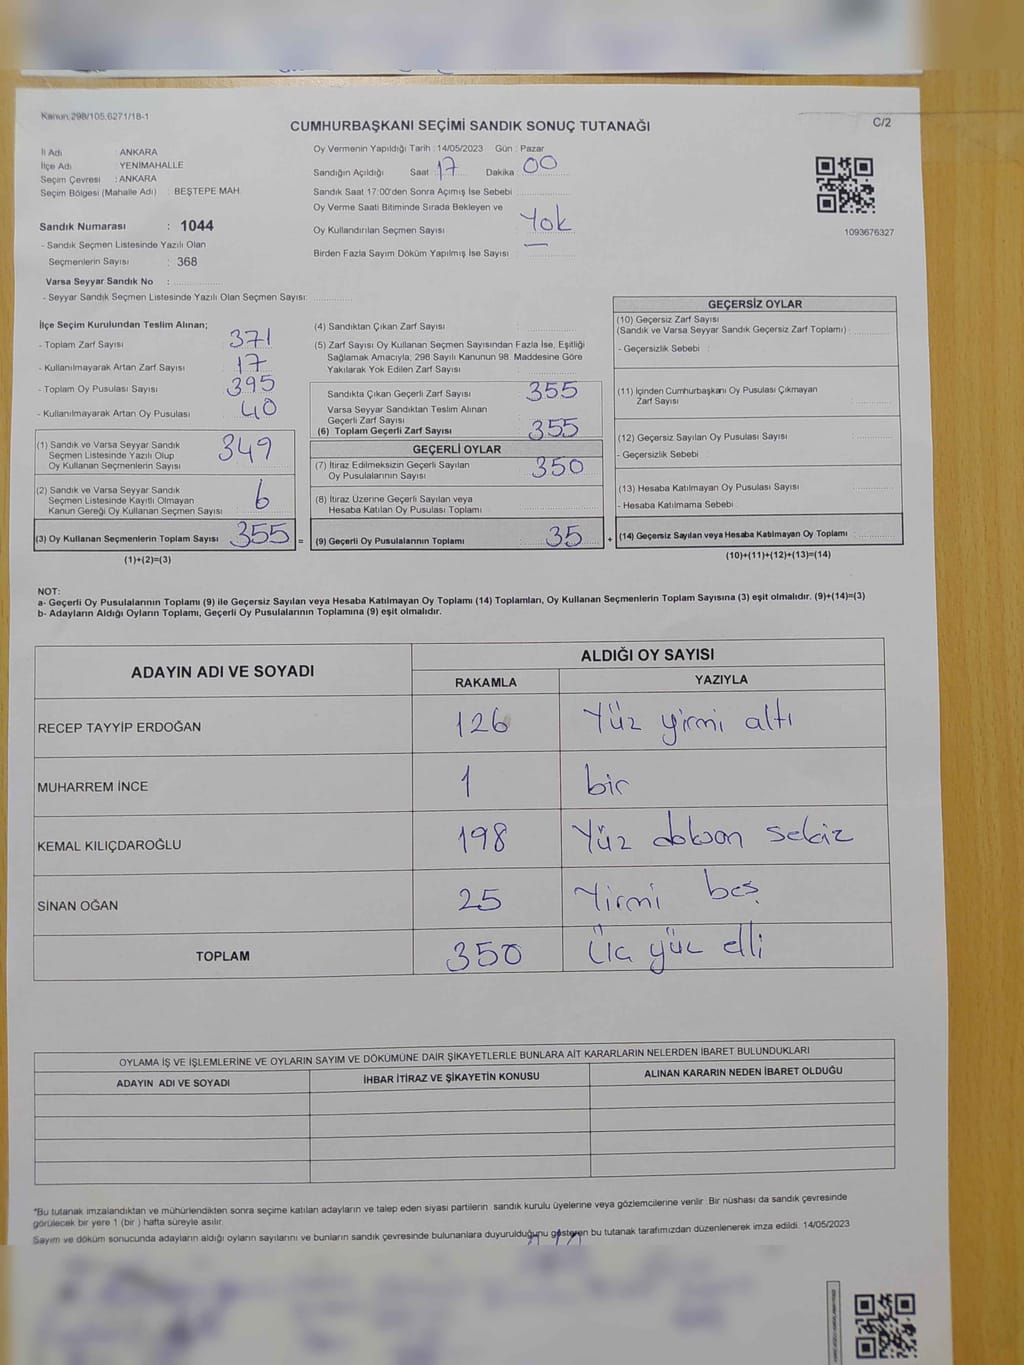 Kanun.298/105,6271/18-1
C/2
CUMHURBAŞKANI SEÇİMİ SANDIK SONUÇ TUTANAĞI
İl Adı : ANKARA
İlçe Adı : YENİMAHALLE
Seçim Çevresi : ANKARA
Seçim Bölgesi (Mahalle Adı) : BEŞTEPE MAH.
Sandık Numarası : 1044
- Sandık Seçmen Listesinde Yazılı Olan
Seçmenlerin Sayısı : 368
Varsa Seyyar Sandık No :
- Seyyar Sandık Seçmen Listesinde Yazılı Olan Seçmen Sayısı:
Oy Vermenin Yapıldığı Tarih : 14/05/2023 Gün : Pazar
Sandığın Açıldığı Saat 17 Dakika 00
Sandık Saat 17:00'den Sonra Açımış İse Sebebi
Oy Verme Saati Bitiminde Sırada Bekleyen ve
Oy Kullandırılan Seçmen Sayısı : Yok
Birden Fazla Sayım Döküm Yapılmış İse Sayısı : —
1093676327
İlçe Seçim Kurulundan Teslim Alınan;
- Toplam Zarf Sayısı 371
- Kullanılmayarak Artan Zarf Sayısı 17
- Toplam Oy Pusulası Sayısı 395
- Kullanılmayarak Artan Oy Pusulası 40
(1) Sandık ve Varsa Seyyar Sandık
Seçmen Listesinde Yazılı Olup
Oy Kullanan Seçmenlerin Sayısı 349
(2) Sandık ve Varsa Seyyar Sandık
Seçmen Listesinde Kayıtlı Olmayan
Kanun Gereği Oy Kullanan Seçmen Sayısı 6
(3) Oy Kullanan Seçmenlerin Toplam Sayısı 355 =
(1)+(2)=(3)
(4) Sandıktan Çıkan Zarf Sayısı :
(5) Zarf Sayısı Oy Kullanan Seçmen Sayısından Fazla İse, Eşitliği
Sağlamak Amacıyla; 298 Sayılı Kanunun 98. Maddesine Göre
Yakılarak Yok Edilen Zarf Sayısı :
Sandıkta Çıkan Geçerli Zarf Sayısı 355
Varsa Seyyar Sandıktan Teslim Alınan
Geçerli Zarf Sayısı
(6) Toplam Geçerli Zarf Sayısı 355
GEÇERLİ OYLAR
(7) İtiraz Edilmeksizin Geçerli Sayılan
Oy Pusulalarının Sayısı 350
(8) İtiraz Üzerine Geçerli Sayılan veya
Hesaba Katılan Oy Pusulası Toplamı
(9) Geçerli Oy Pusulalarının Toplamı 35 +
GEÇERSİZ OYLAR
(10) Geçersiz Zarf Sayısı
(Sandık ve Varsa Seyyar Sandık Geçersiz Zarf Toplamı) :
- Geçersizlik Sebebi :
(11) İçinden Cumhurbaşkanı Oy Pusulası Çıkmayan
Zarf Sayısı :
(12) Geçersiz Sayılan Oy Pusulası Sayısı :
- Geçersizlik Sebebi :
(13) Hesaba Katılmayan Oy Pusulası Sayısı :
- Hesaba Katılmama Sebebi :
(14) Geçersiz Sayılan veya Hesaba Katılmayan Oy Toplamı :
(10)+(11)+(12)+(13)=(14)
NOT:
a- Geçerli Oy Pusulalarının Toplamı (9) ile Geçersiz Sayılan veya Hesaba Katılmayan Oy Toplamı (14) Toplamları, Oy Kullanan Seçmenlerin Toplam Sayısına (3) eşit olmalıdır. (9)+(14)=(3)
b- Adayların Aldığı Oyların Toplamı, Geçerli Oy Pusulalarının Toplamına (9) eşit olmalıdır.
ADAYIN ADI VE SOYADI
ALDIĞI OY SAYISI
RAKAMLA YAZIYLA
RECEP TAYYİP ERDOĞAN 126 Yüz yirmi altı
MUHARREM İNCE 1 bir
KEMAL KILIÇDAROĞLU 198 Yüz doksan sekiz
SİNAN OĞAN 25 Yirmi beş
TOPLAM 350 Üç yüz elli
OYLAMA İŞ VE İŞLEMLERİNE VE OYLARIN SAYIM VE DÖKÜMÜNE DAİR ŞİKAYETLERLE BUNLARA AİT KARARLARIN NELERDEN İBARET BULUNDUKLARI
ADAYIN ADI VE SOYADI İHBAR İTİRAZ VE ŞİKAYETİN KONUSU ALINAN KARARIN NEDEN İBARET OLDUĞU
*Bu tutanak imzalandıktan ve mühürlendikten sonra seçime katılan adayların ve talep eden siyasi partilerin sandık kurulu üyelerine veya gözlemcilerine verilir. Bir nüshası da sandık çevresinde
görülecek bir yere 1 (bir) hafta süreyle asılır.
Sayım ve döküm sonucunda adayların aldığı oyların sayılarını ve bunların sandık çevresinde bulunanlara duyurulduğunu gösteren bu tutanak tarafımızdan düzenlenerek imza edildi. 14/05/2023